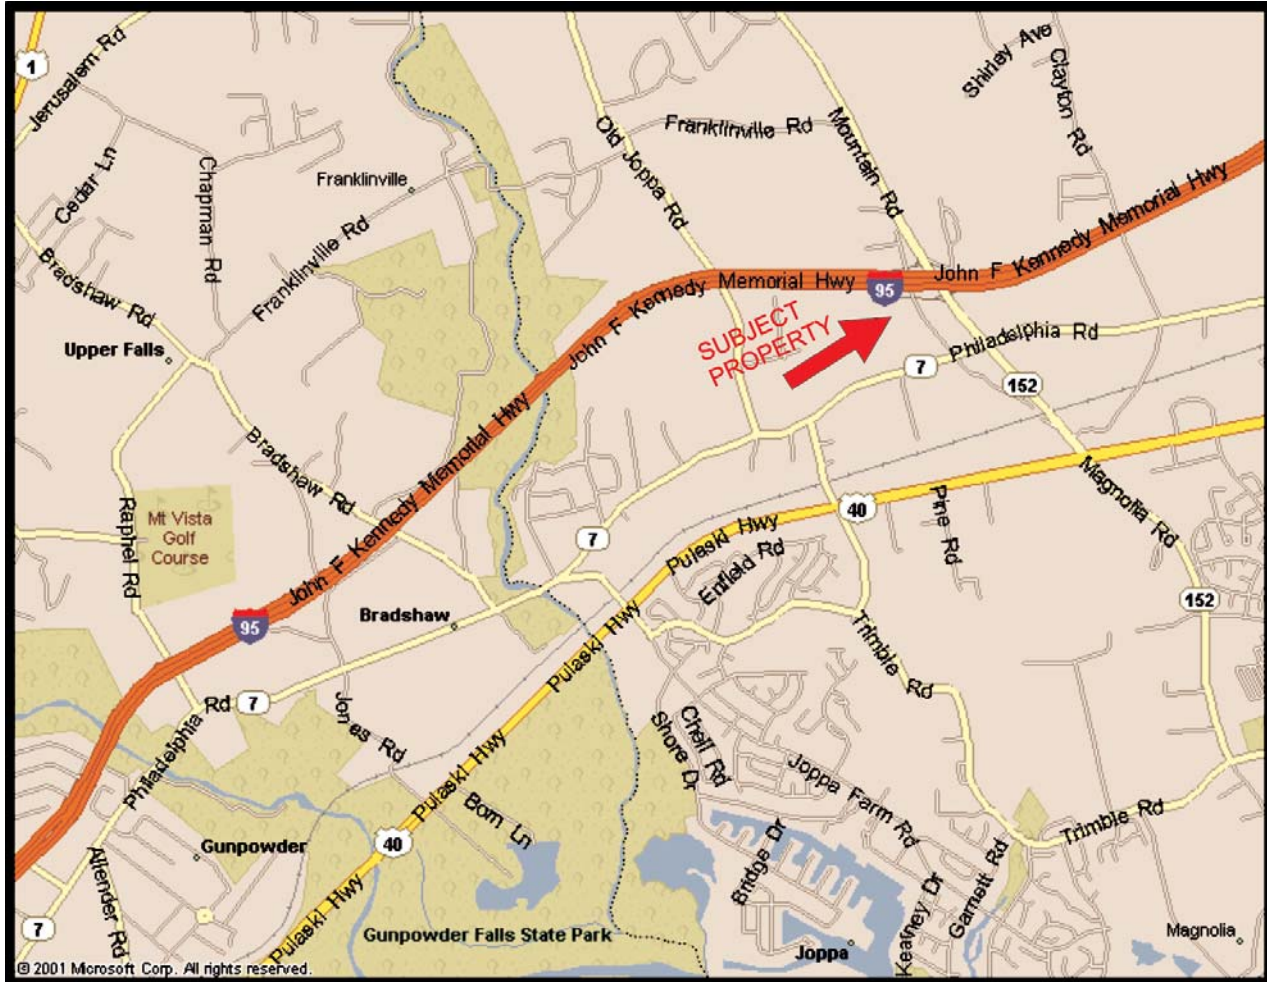 1
Jerusalem Rd
Shirley Ave
Clayton Rd
Old Joppa Rd
Franklinville Rd
Mountain Rd
Cedar Ln
Chapman Rd
Franklinville
Franklinville Rd
Bradshaw Rd
John F Kennedy Memorial Hwy
95
John F Kennedy Memorial Hwy
SUBJECT
PROPERTY
Philadelphia Rd
7
152
Upper Falls
John F Kennedy Memorial Hwy
Bradshaw Rd
Magnolia Rd
Raphel Rd
Mt Vista
Golf
Course
40
Pine Rd
7
Pulaski Hwy
Enfield Rd
95
Bradshaw
Pulaski Hwy
152
Trimble Rd
Philadelphia Rd
7
Jones Rd
Shore Dr
Chell Rd
Pulaski Hwy
Joppa Farm Rd
Born Ln
Trimble Rd
40
Gunpowder
Allender Rd
Bridge Dr
Kearney Dr
Garnett Rd
7
Pulaski Hwy
Gunpowder Falls State Park
Joppa
Magnolia
© 2001 Microsoft Corp. All rights reserved.